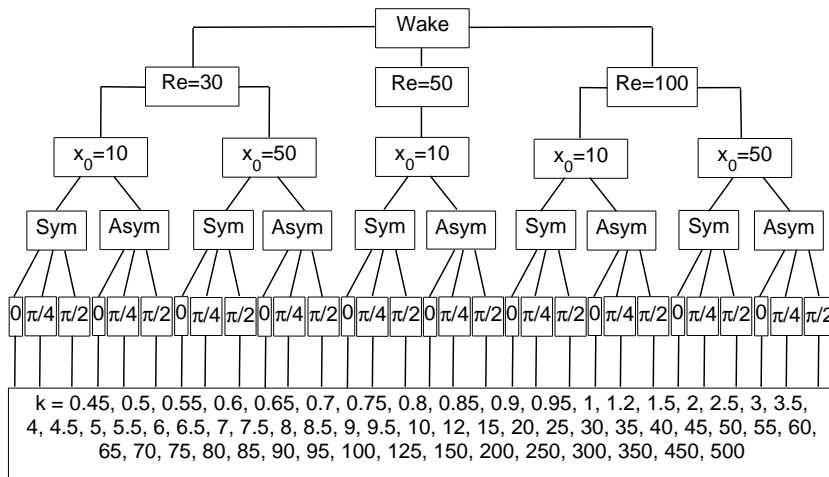 Wake
Re=30 Re=50 Re=100
x_0=10 x_0=50 x_0=10 x_0=10 x_0=50
Sym Asym Sym Asym Sym Asym Sym Asym Sym Asym
0 π/4 π/2 0 π/4 π/2 0 π/4 π/2 0 π/4 π/2 0 π/4 π/2 0 π/4 π/2 0 π/4 π/2 0 π/4 π/2 0 π/4 π/2 0 π/4 π/2
k = 0.45, 0.5, 0.55, 0.6, 0.65, 0.7, 0.75, 0.8, 0.85, 0.9, 0.95, 1, 1.2, 1.5, 2, 2.5, 3, 3.5,
4, 4.5, 5, 5.5, 6, 6.5, 7, 7.5, 8, 8.5, 9, 9.5, 10, 12, 15, 20, 25, 30, 35, 40, 45, 50, 55, 60,
65, 70, 75, 80, 85, 90, 95, 100, 125, 150, 200, 250, 300, 350, 450, 500